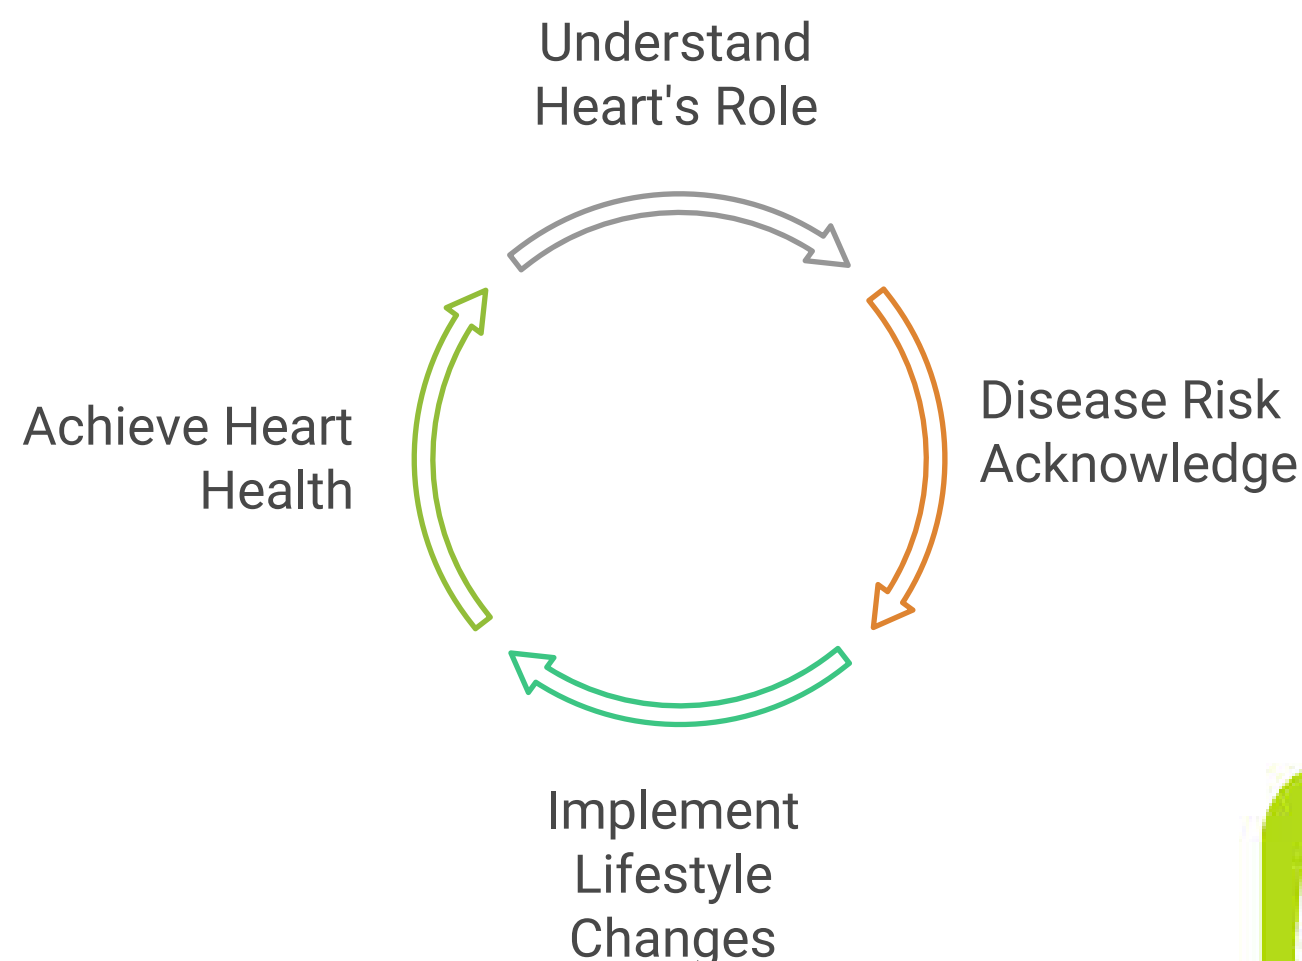 Understand
Heart's Role
Disease Risk
Acknowledge
Achieve Heart
Health
Implement
Lifestyle
Changes